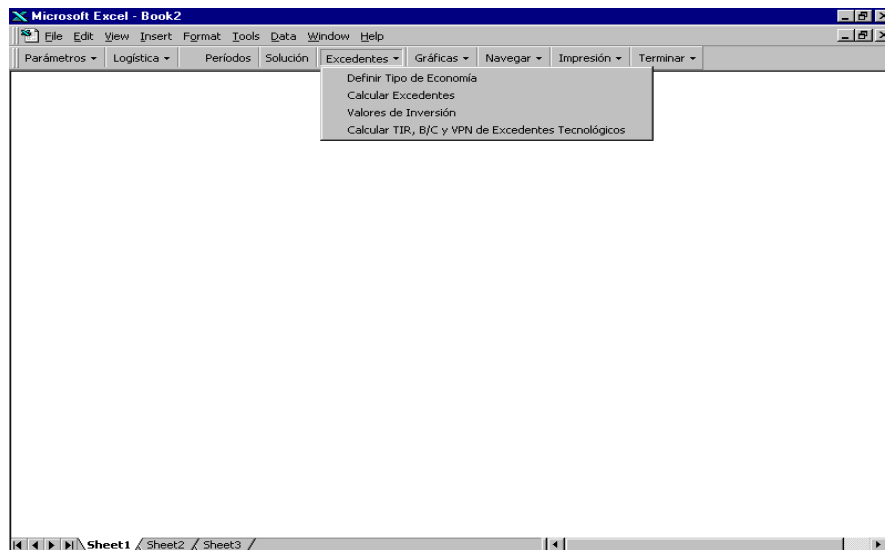 Microsoft Excel - Book2
File Edit View Insert Format Tools Data Window Help
Parámetros Logística Períodos Solución Excedentes Gráficas Navegar Impresión Terminar
Definir Tipo de Economía
Calcular Excedentes
Valores de Inversión
Calcular TIR, B/C y VPN de Excedentes Tecnológicos
Sheet1 Sheet2 Sheet3